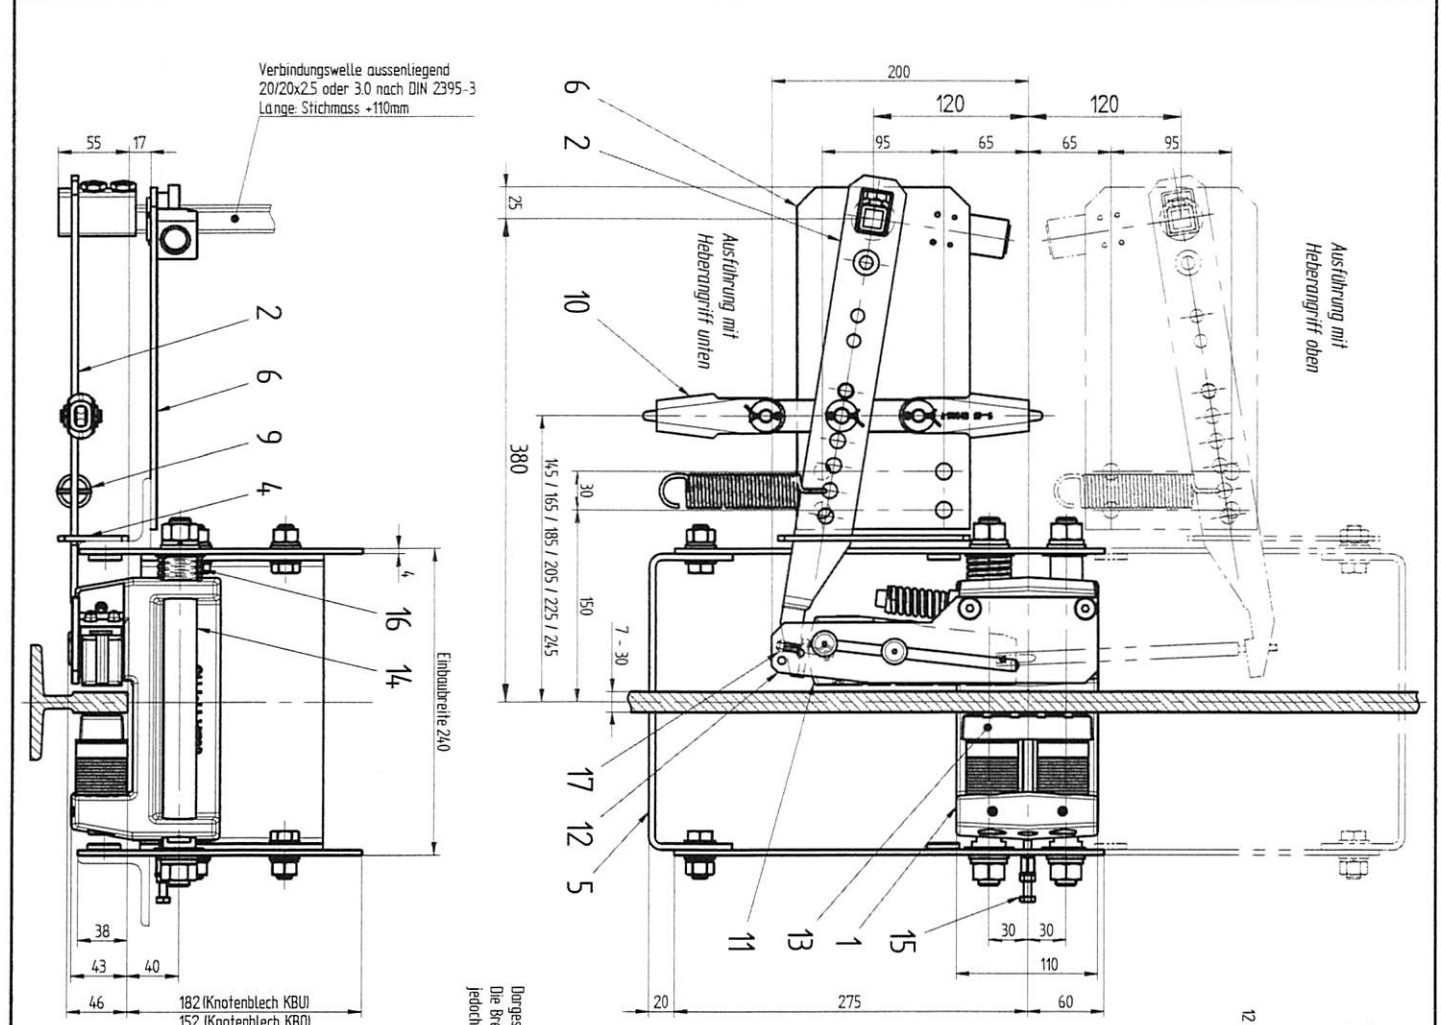 Verbindungswelle aussenliegend
20/20x2.5 oder 3.0 nach DIN 2395-3
Länge: Stichmass +110mm
55
17
2
6
9
4
16
14
4
Einbaubreite 240
38
43
40
46
182 (Knotenblech KBU)
152 (Knotenblech KBO)
200
120
120
95
65
65
95
6
2
25
Ausführung mit
Heberangriff unten
Ausführung mit
Heberangriff oben
10
380
145 / 165 / 185 / 205 / 225 / 245
30
150
7 - 30
17
12
5
11
13
1
15
30
30
110
20
275
60
Die
jedoch
12